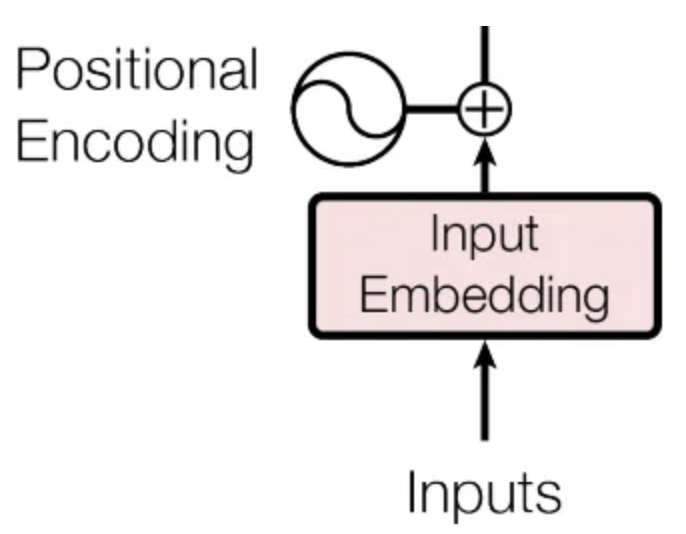 Positional
Encoding
Input
Embedding
Inputs